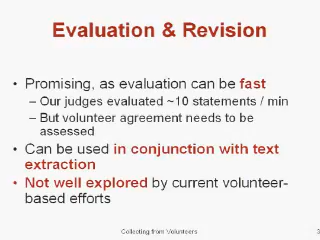 Evaluation & Revision
• Promising, as evaluation can be fast
– Our judges evaluated ~10 statements / min
– But volunteer agreement needs to be
assessed
• Can be used in conjunction with text
extraction
• Not well explored by current volunteer-
based efforts
Collecting from Volunteers
3